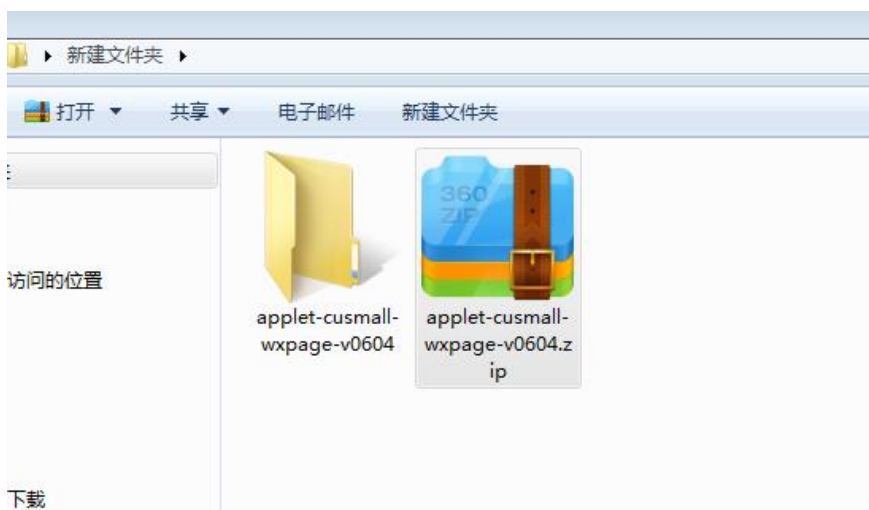 新建文件夹
打开 共享 电子邮件 新建文件夹
访问的位置
下载
360
ZIP
applet-cusmall-
wxpage-v0604
applet-cusmall-
wxpage-v0604.z
ip